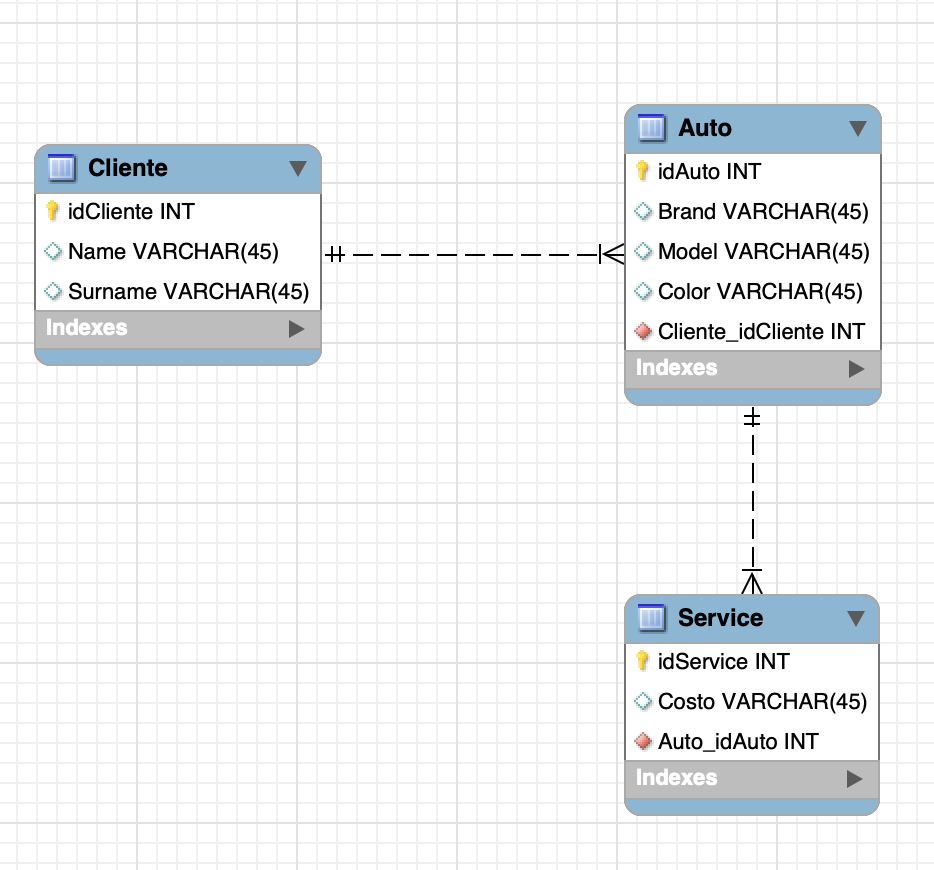 Cliente
idCliente INT
Name VARCHAR(45)
Surname VARCHAR(45)
Indexes
Auto
idAuto INT
Brand VARCHAR(45)
Model VARCHAR(45)
Color VARCHAR(45)
Cliente_idCliente INT
Indexes
Service
idService INT
Costo VARCHAR(45)
Auto_idAuto INT
Indexes